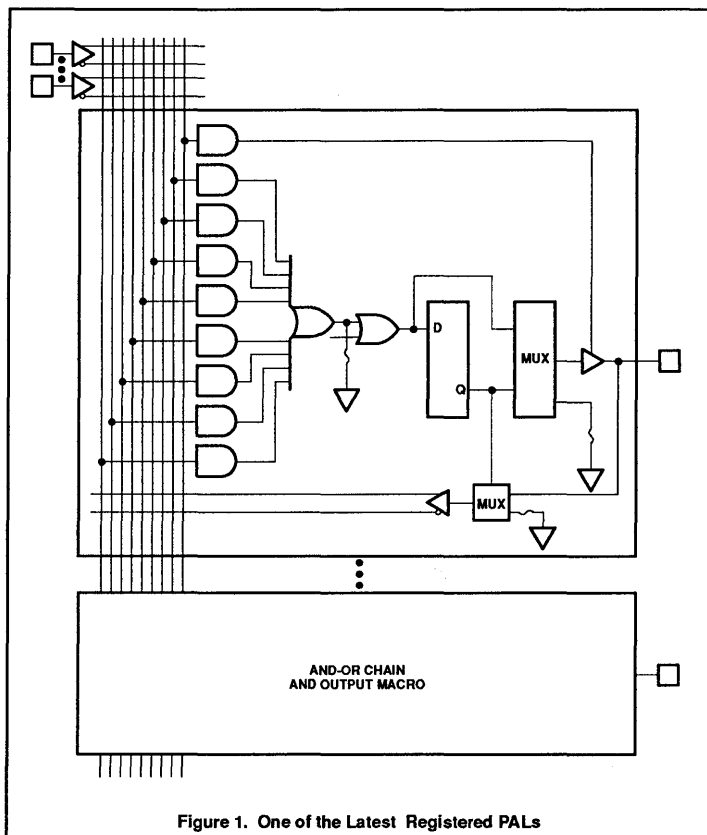 D
Q
MUX
MUX
AND-OR CHAIN
AND OUTPUT MACRO
Figure 1. One of the Latest Registered PALs